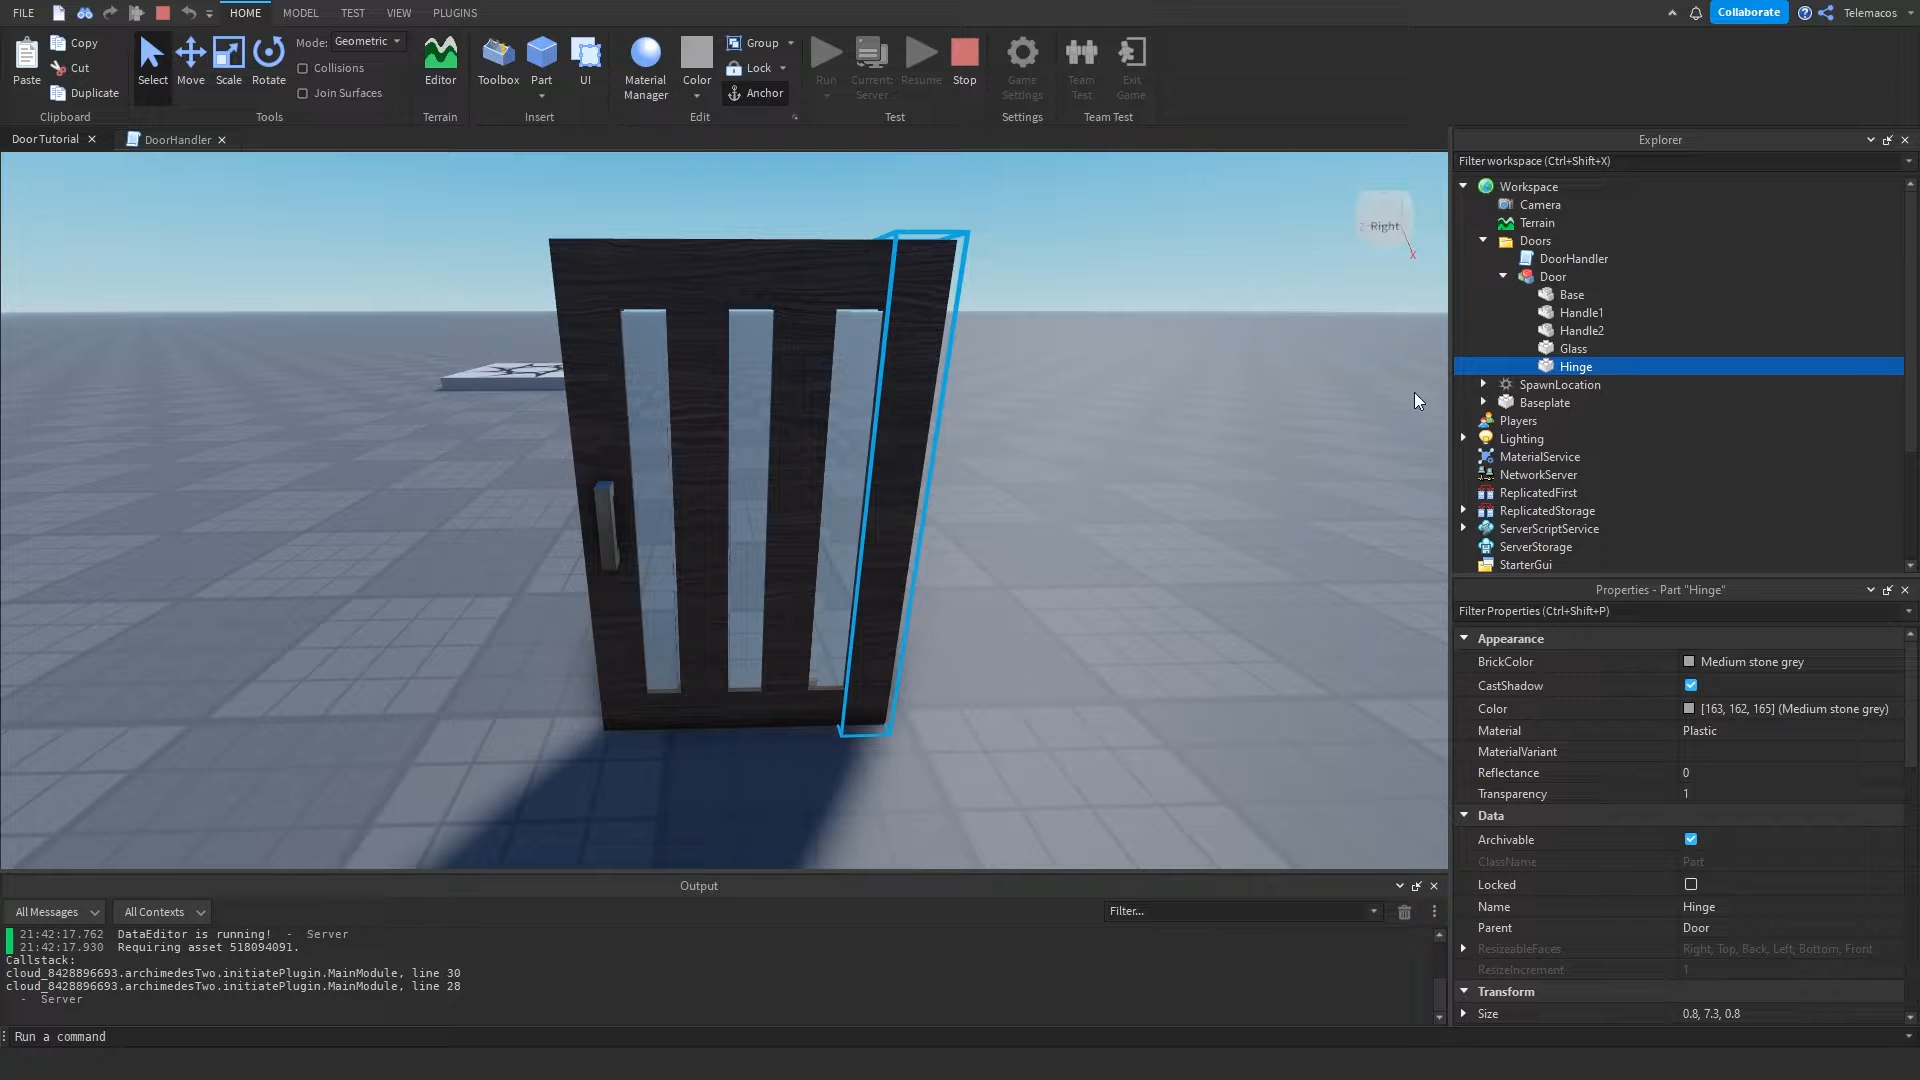 FILE HOME MODEL TEST VIEW PLUGINS Collaborate Telemacos
Paste Copy Cut Duplicate Clipboard
Select Move Scale Rotate Mode: Geometric Collisions Join Surfaces Tools
Editor Terrain
Toolbox Part UI Insert
Material Manager Color Group Lock Anchor Edit
Run Current: Server Resume Stop Test
Game Settings Settings
Team Test Exit Game Team Test
Door Tutorial DoorHandler
Right
X
Explorer
Filter workspace (Ctrl+Shift+X)
Workspace
Camera
Terrain
Doors
DoorHandler
Door
Base
Handle1
Handle2
Glass
Hinge
SpawnLocation
Baseplate
Players
Lighting
MaterialService
NetworkServer
ReplicatedFirst
ReplicatedStorage
ServerScriptService
ServerStorage
StarterGui
Properties - Part "Hinge"
Filter Properties (Ctrl+Shift+P)
Appearance
BrickColor Medium stone grey
CastShadow
Color [163, 162, 165] (Medium stone grey)
Material Plastic
MaterialVariant
Reflectance 0
Transparency 1
Data
Archivable
ClassName Part
Locked
Name Hinge
Parent Door
ResizeableFaces Right, Top, Back, Left, Bottom, Front
ResizeIncrement 1
Transform
Size 0.8, 7.3, 0.8
Output
All Messages All Contexts Filter...
21:42:17.762 DataEditor is running! - Server
21:42:17.930 Requiring asset 518094091.
Callstack:
cloud_8428896693.archimedesTwo.initiatePlugin.MainModule, line 30
cloud_8428896693.archimedesTwo.initiatePlugin.MainModule, line 28
- Server
Run a command